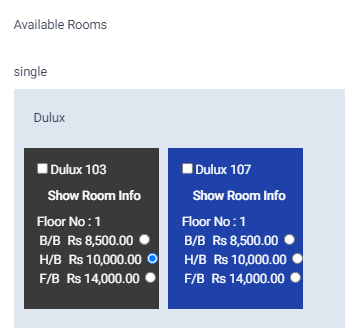 Available Rooms
single
Dulux
Dulux 103
Show Room Info
Floor No : 1
B/B Rs 8,500.00
H/B Rs 10,000.00
F/B Rs 14,000.00
Dulux 107
Show Room Info
Floor No : 1
B/B Rs 8,500.00
H/B Rs 10,000.00
F/B Rs 14,000.00